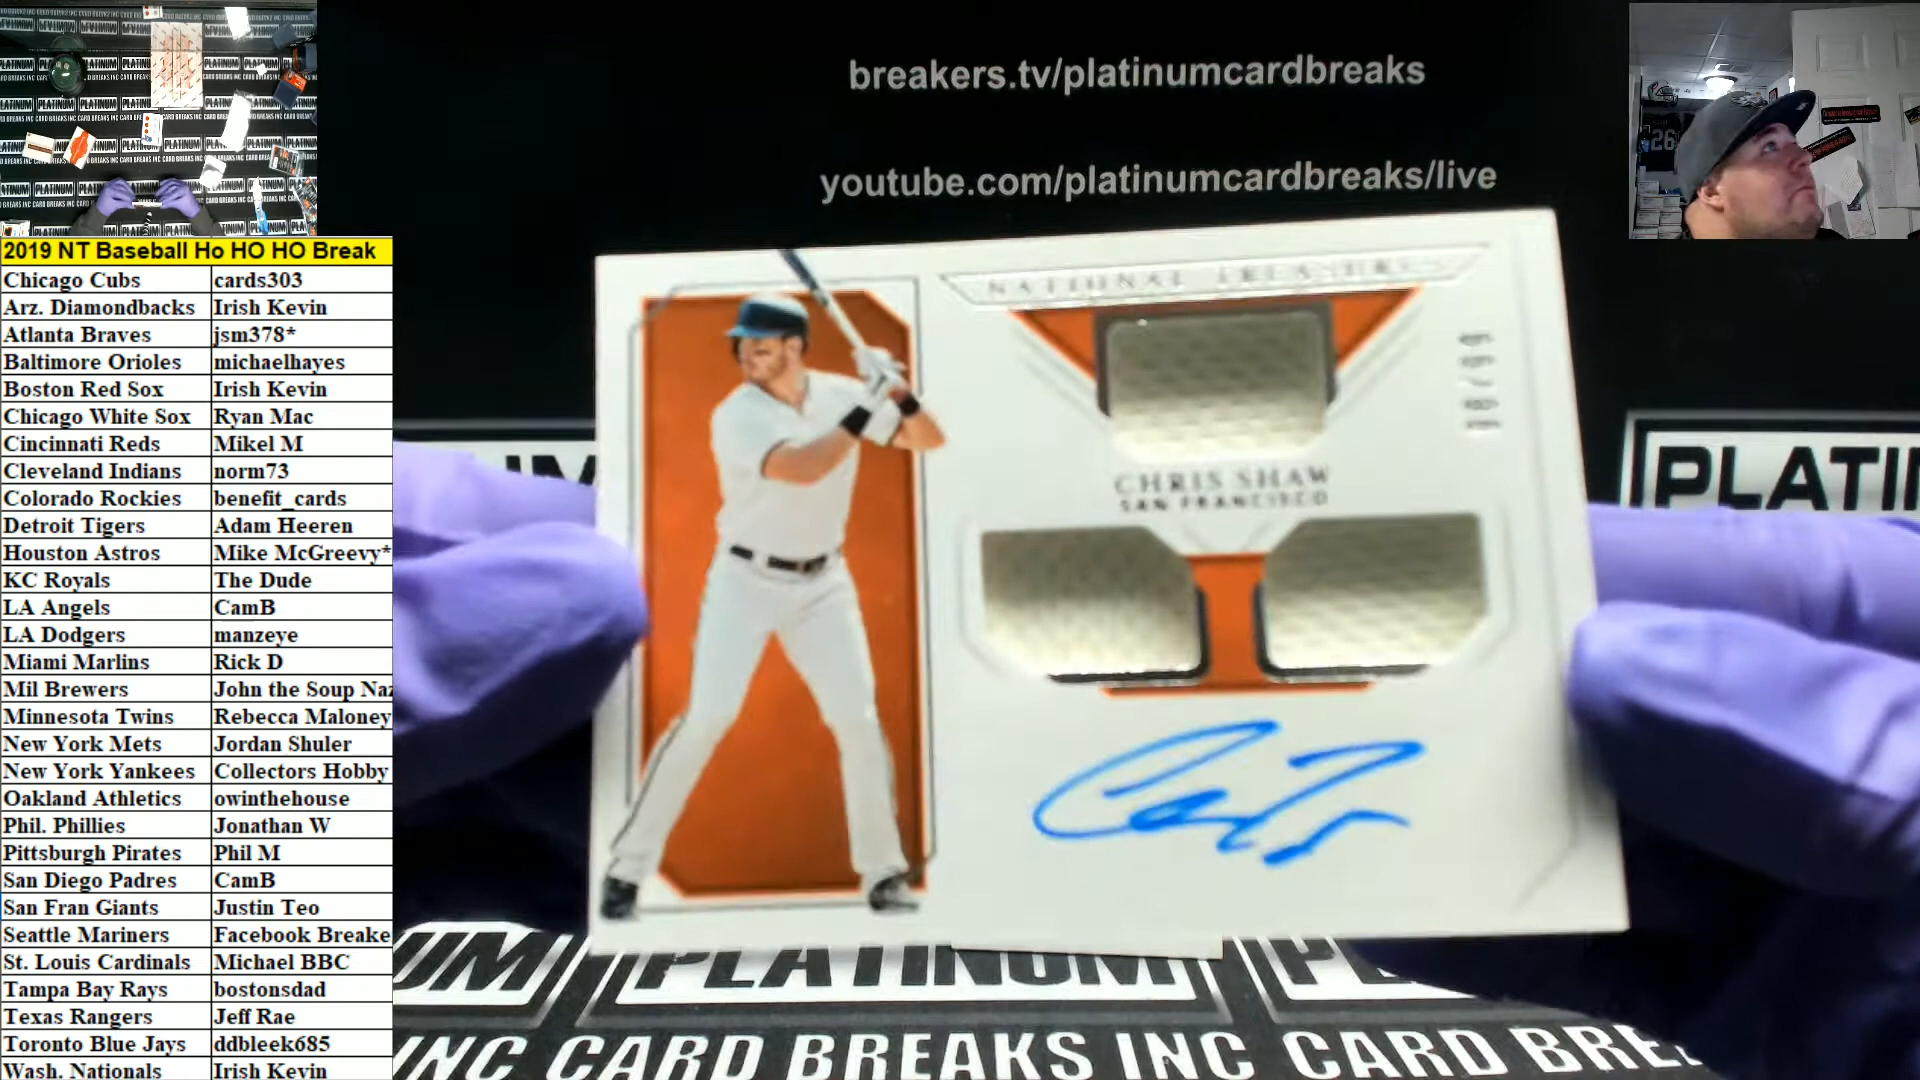 breakers.tv/platinumcardbreaks
youtube.com/platinumcardbreaks/live
2019 NT Baseball Ho HO HO Break
Chicago Cubs cards303
Arz. Diamondbacks Irish Kevin
Atlanta Braves jsm378*
Baltimore Orioles michaelhayes
Boston Red Sox Irish Kevin
Chicago White Sox Ryan Mac
Cincinnati Reds Mikel M
Cleveland Indians norm73
Colorado Rockies benefit_cards
Detroit Tigers Adam Heeren
Houston Astros Mike McGreevy*
KC Royals The Dude
LA Angels CamB
LA Dodgers manzeye
Miami Marlins Rick D
Mil Brewers John the Soup Naz
Minnesota Twins Rebecca Maloney
New York Mets Jordan Shuler
New York Yankees Collectors Hobby
Oakland Athletics owinthehouse
Phil. Phillies Jonathan W
Pittsburgh Pirates Phil M
San Diego Padres CamB
San Fran Giants Justin Teo
Seattle Mariners Facebook Breake
St. Louis Cardinals Michael BBC
Tampa Bay Rays bostonsdad
Texas Rangers Jeff Rae
Toronto Blue Jays ddbleek685
Wash. Nationals Irish Kevin
NATIONAL TREASURES
CHRIS SHAW
SAN FRANCISCO
26
PLATI
UM PLATINUM PL
INC CARD BREAKS INC CARD BRE